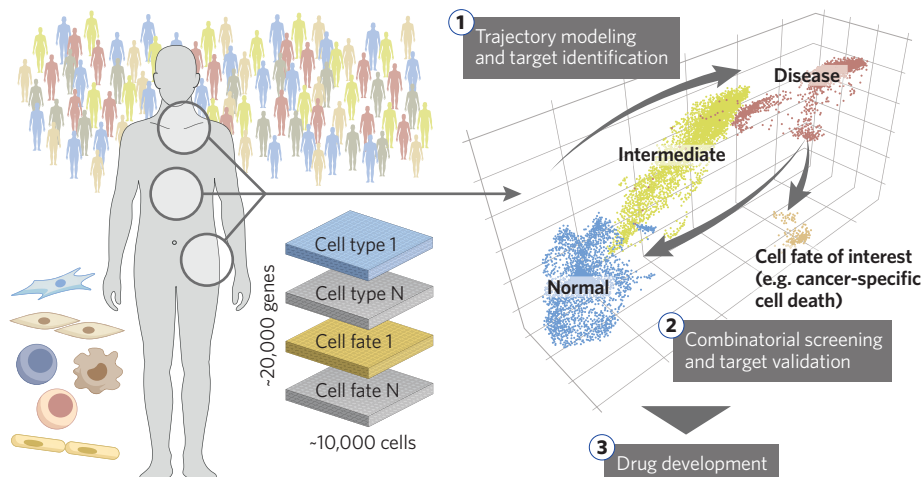 1
Trajectory modeling
and target identification
Disease
Intermediate
Normal
Cell fate of interest
(e.g. cancer-specific
cell death)
Cell type 1
Cell type N
Cell fate 1
Cell fate N
~20,000 genes
~10,000 cells
2
Combinatorial screening
and target validation
3
Drug development